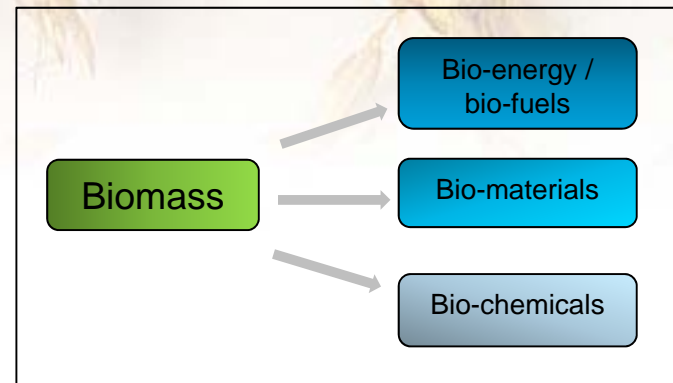 Bio-energy /
bio-fuels
Biomass
Bio-materials
Bio-chemicals